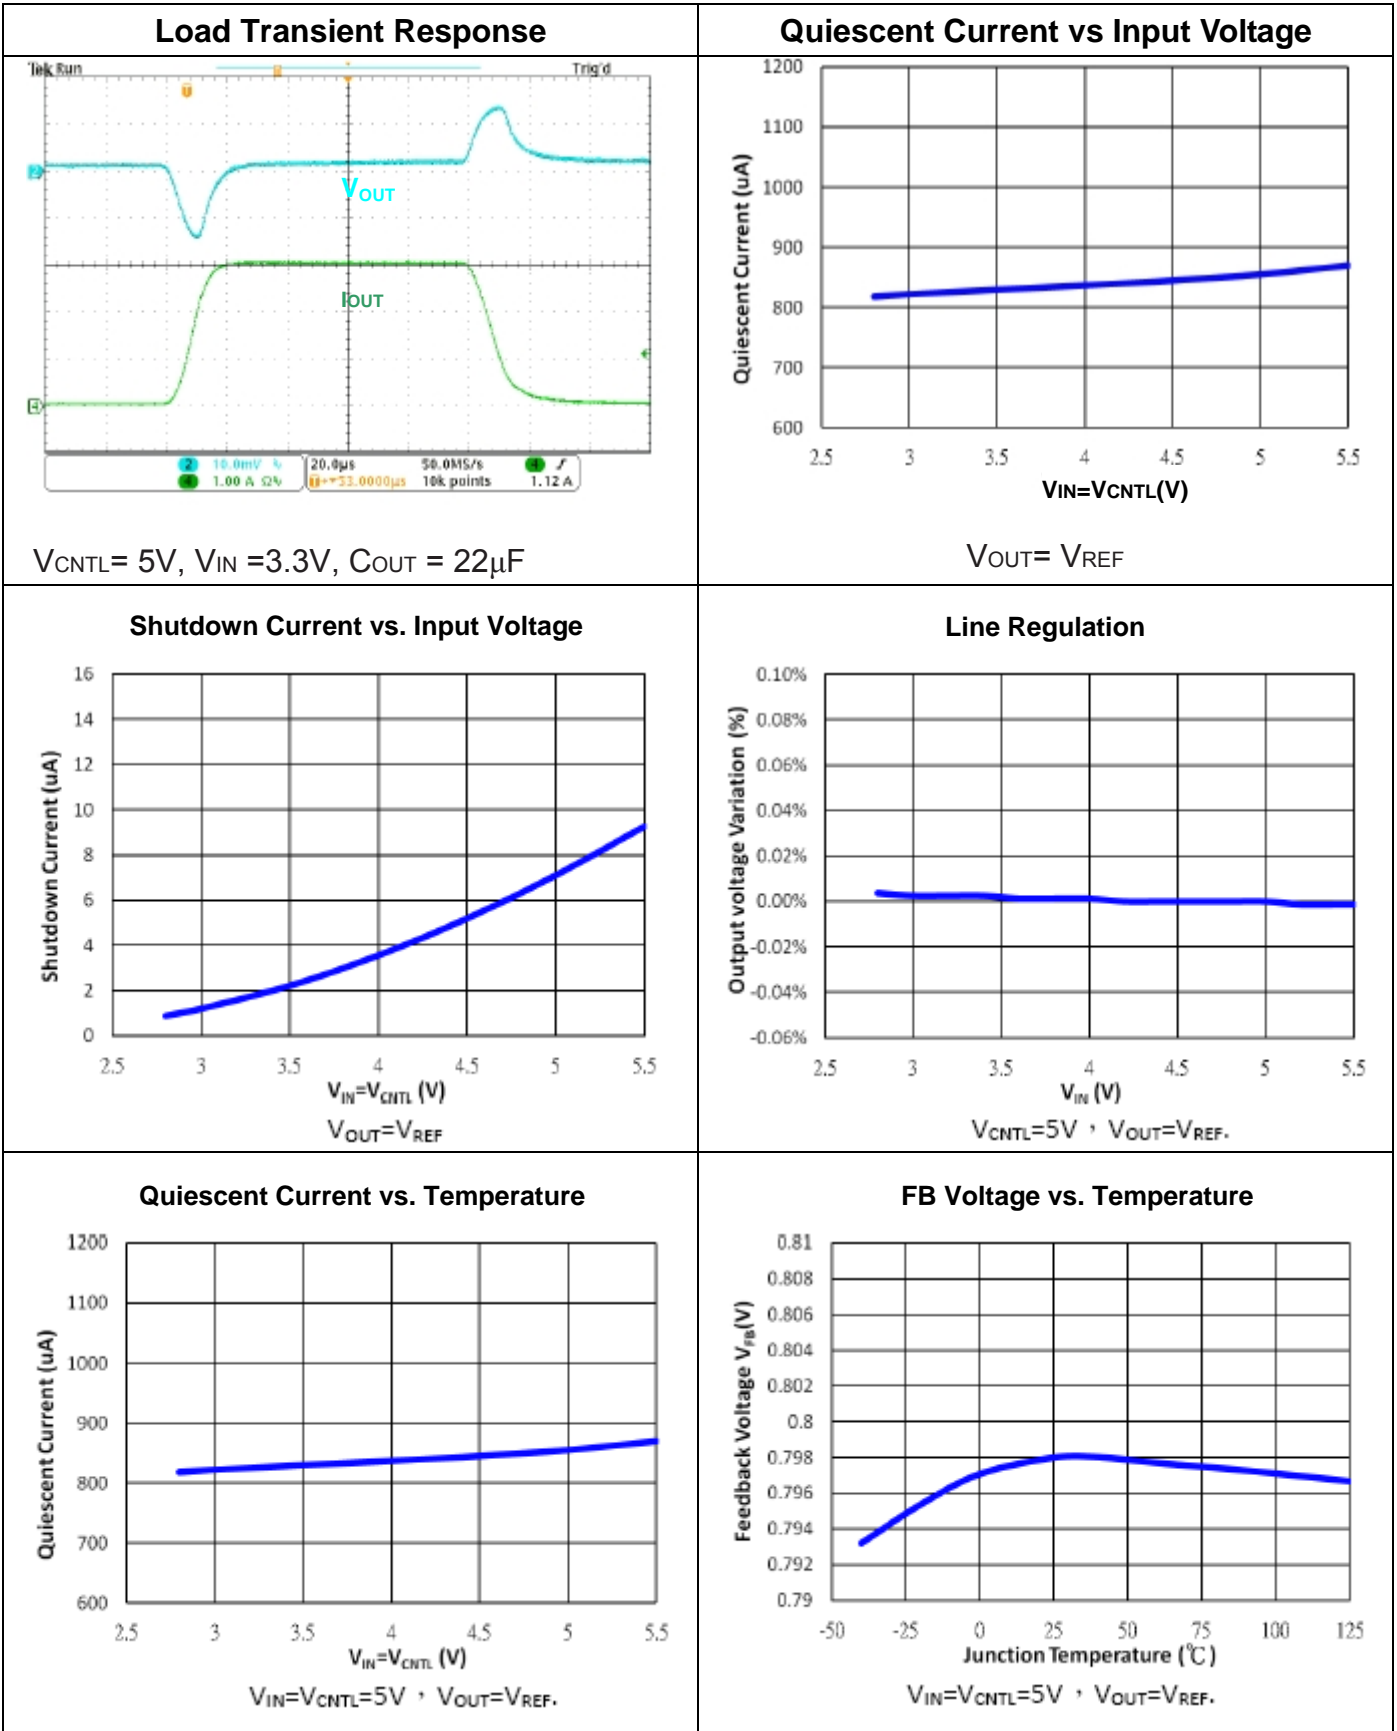 Load Transient Response
Tek Run
Trig'd
VOUT
IOUT
2
4
2 10.0mV
4 1.00 A Ω
20.0μs
53.0000μs
50.0MS/s
10k points
4
1.12 A
VCNTL= 5V, VIN =3.3V, COUT = 22μF
Quiescent Current vs Input Voltage
Quiescent Current (uA)
1200
1100
1000
900
800
700
600
2.5 3 3.5 4 4.5 5 5.5
VIN=VCNTL(V)
VOUT= VREF
Shutdown Current vs. Input Voltage
Shutdown Current (uA)
16
14
12
10
8
6
4
2
0
2.5 3 3.5 4 4.5 5 5.5
VIN=VCNTL (V)
VOUT=VREF
Line Regulation
Output voltage Variation (%)
0.10%
0.08%
0.06%
0.04%
0.02%
0.00%
-0.02%
-0.04%
-0.06%
2.5 3 3.5 4 4.5 5 5.5
VIN (V)
VCNTL=5V , VOUT=VREF.
Quiescent Current vs. Temperature
Quiescent Current (uA)
1200
1100
1000
900
800
700
600
2.5 3 3.5 4 4.5 5 5.5
VIN=VCNTL (V)
VIN=VCNTL=5V , VOUT=VREF.
FB Voltage vs. Temperature
Feedback Voltage VFB(V)
0.81
0.808
0.806
0.804
0.802
0.8
0.798
0.796
0.794
0.792
0.79
-50 -25 0 25 50 75 100 125
Junction Temperature (℃)
VIN=VCNTL=5V , VOUT=VREF.